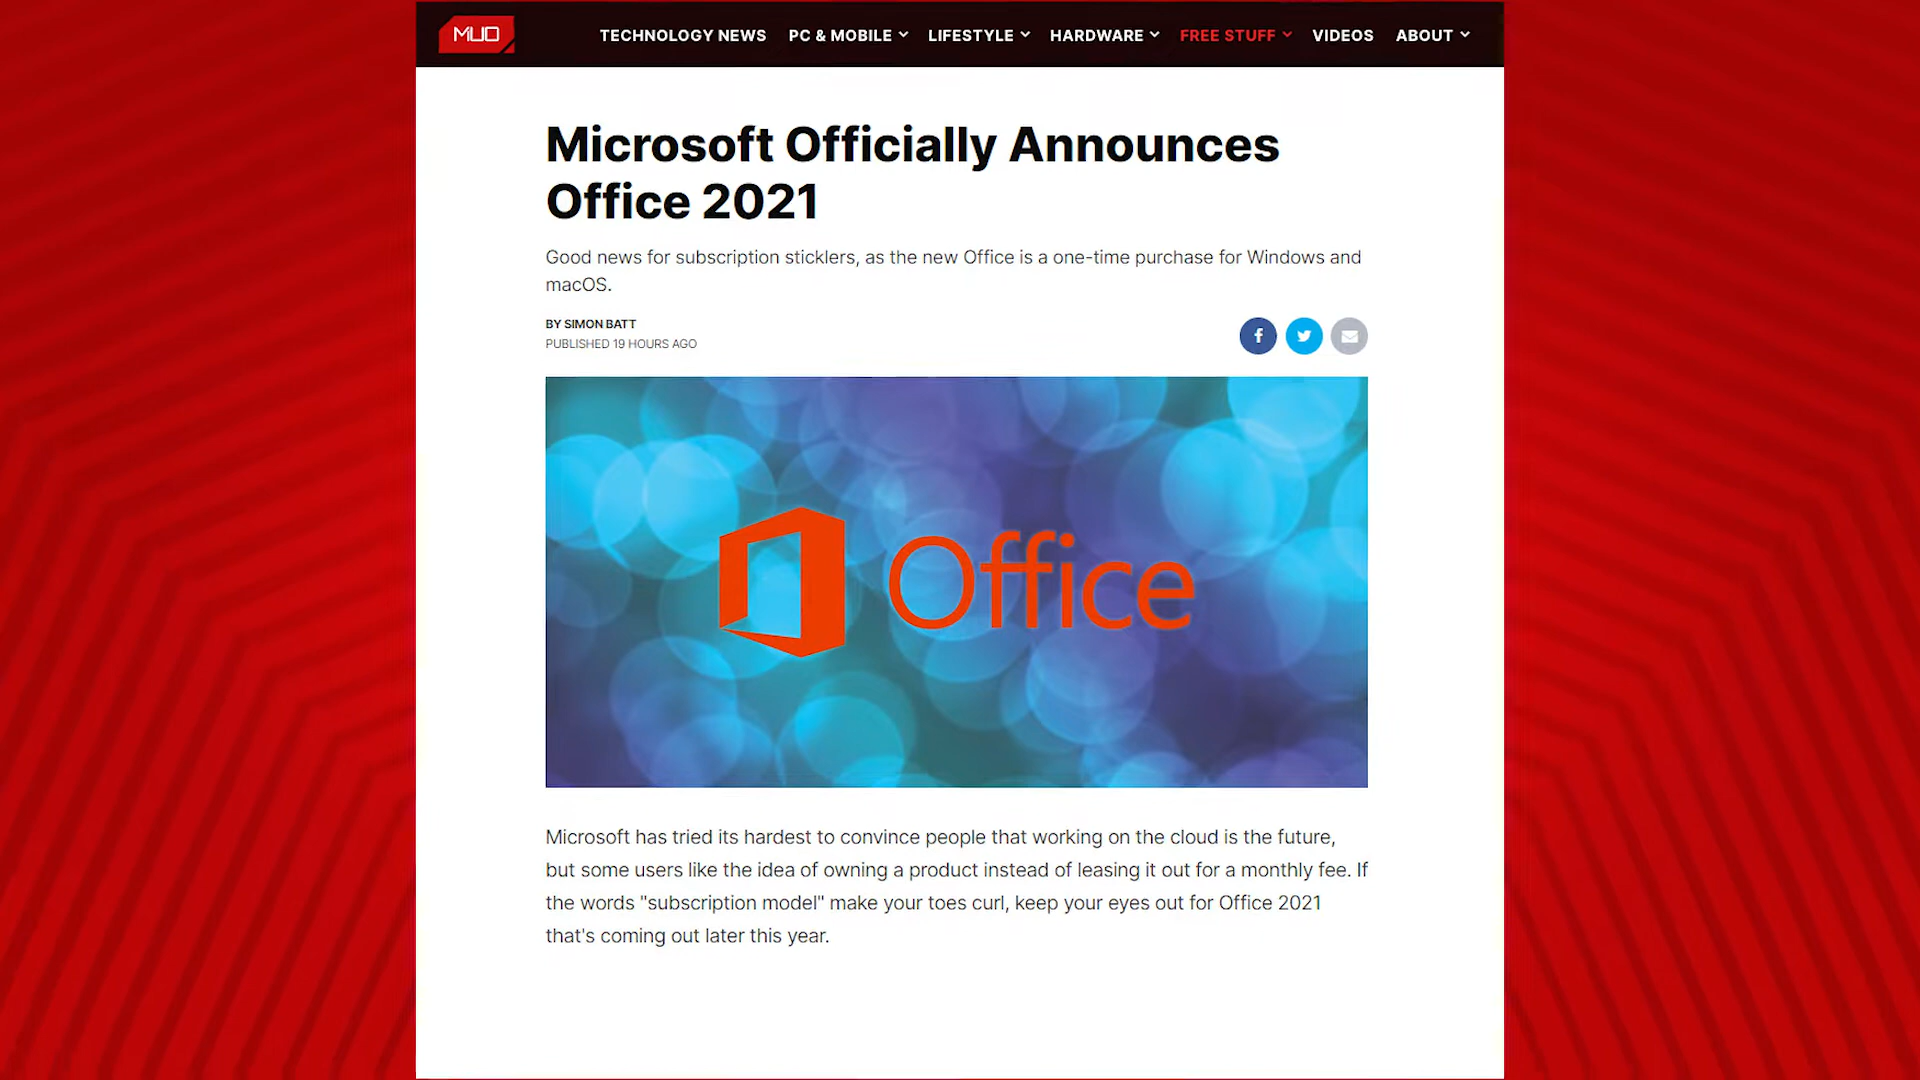 MUO
TECHNOLOGY NEWS PC & MOBILE LIFESTYLE HARDWARE FREE STUFF VIDEOS ABOUT
Microsoft Officially Announces
Office 2021
Good news for subscription sticklers, as the new Office is a one-time purchase for Windows and
macOS.
BY SIMON BATT
PUBLISHED 19 HOURS AGO
Office
Microsoft has tried its hardest to convince people that working on the cloud is the future,
but some users like the idea of owning a product instead of leasing it out for a monthly fee. If
the words "subscription model" make your toes curl, keep your eyes out for Office 2021
that's coming out later this year.